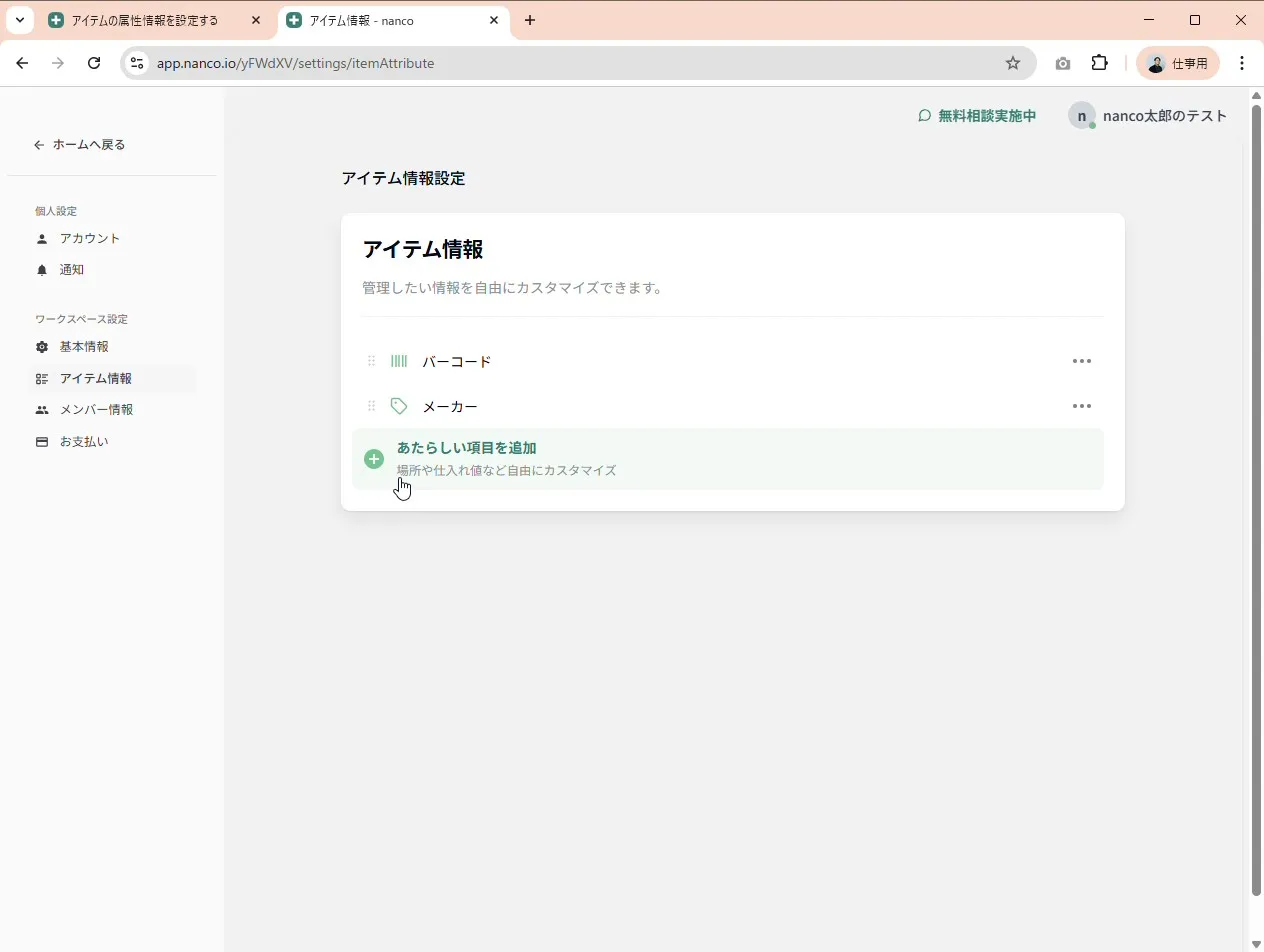 アイテムの属性情報を設定する
アイテム情報 - nanco
app.nanco.io/yFWdXV/settings/itemAttribute
仕事用
無料相談実施中
n
nanco太郎のテスト
ホームへ戻る
個人設定
アカウント
通知
ワークスペース設定
基本情報
アイテム情報
メンバー情報
お支払い
アイテム情報設定
アイテム情報
管理したい情報を自由にカスタマイズできます。
バーコード
メーカー
あたらしい項目を追加
場所や仕入れ値など自由にカスタマイズ